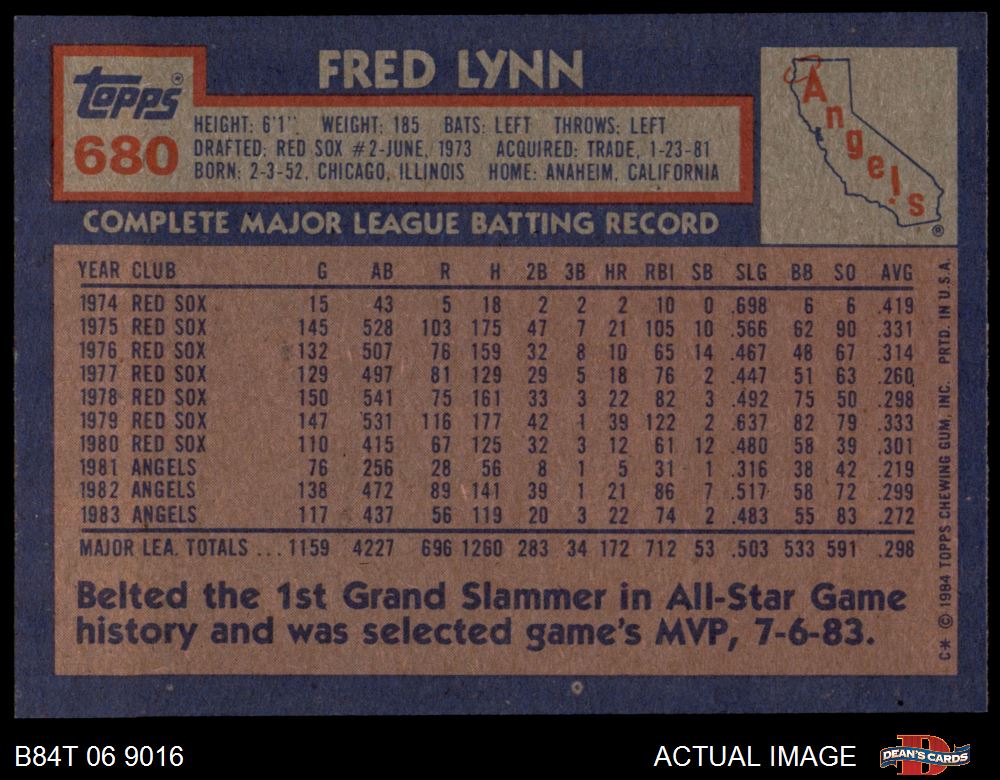 FRED LYNN
Topps®
680
HEIGHT: 6'1". WEIGHT: 185 BATS: LEFT THROWS: LEFT
DRAFTED: RED SOX #2-JUNE, 1973 ACQUIRED: TRADE, 1-23-81
BORN: 2-3-52, CHICAGO, ILLINOIS HOME: ANAHEIM, CALIFORNIA
Angels ®
COMPLETE MAJOR LEAGUE BATTING RECORD
YEAR CLUB G AB R H 2B 3B HR RBI SB SLG BB SO AVG
1974 RED SOX 15 43 5 18 2 2 2 10 0 .698 6 6 .419
1975 RED SOX 145 528 103 175 47 7 21 105 10 .566 62 90 .331
1976 RED SOX 132 507 76 159 32 8 10 65 14 .467 48 67 .314
1977 RED SOX 129 497 81 129 29 5 18 76 2 .447 51 63 .260
1978 RED SOX 150 541 75 161 33 3 22 82 3 .492 75 50 .298
1979 RED SOX 147 531 116 177 42 1 39 122 2 .637 82 79 .333
1980 RED SOX 110 415 67 125 32 3 12 61 12 .480 58 39 .301
1981 ANGELS 76 256 28 56 8 1 5 31 1 .316 38 42 .219
1982 ANGELS 138 472 89 141 39 1 21 86 7 .517 58 72 .299
1983 ANGELS 117 437 56 119 20 3 22 74 2 .483 55 83 .272
MAJOR LEA. TOTALS ... 1159 4227 696 1260 283 34 172 712 53 .503 533 591 .298
Belted the 1st Grand Slammer in All-Star Game
history and was selected game's MVP, 7-6-83.
C* © 1984 TOPPS CHEWING GUM, INC. PRTD. IN U.S.A.
B84T 06 9016
ACTUAL IMAGE
DEAN'S CARDS